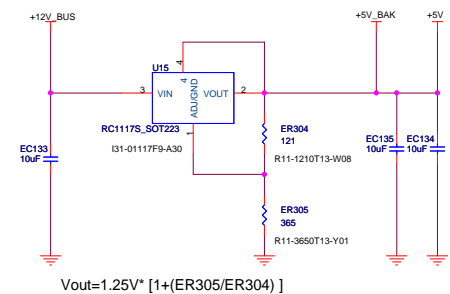 +12V_BUS
+5V_BAK
+5V
4
U15
4
3
VIN
VOUT
2
ADJ/GND
1
RC1117S_SOT223
I31-01117F9-A30
EC133
10uF
ER304
121
R11-1210T13-W08
EC135
10uF
EC134
10uF
ER305
365
R11-3650T13-Y01
Vout=1.25V* [1+(ER305/ER304) ]